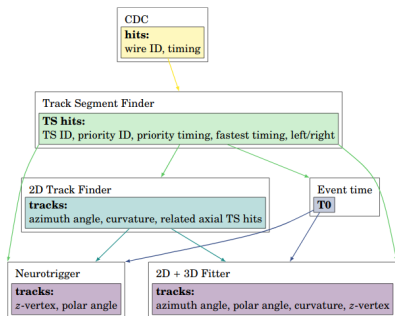 CDC
hits:
wire ID, timing
Track Segment Finder
TS hits:
TS ID, priority ID, priority timing, fastest timing, left/right
2D Track Finder
tracks:
azimuth angle, curvature, related axial TS hits
Event time
T0
Neurotrigger
tracks:
z-vertex, polar angle
2D + 3D Fitter
tracks:
azimuth angle, polar angle, curvature, z-vertex